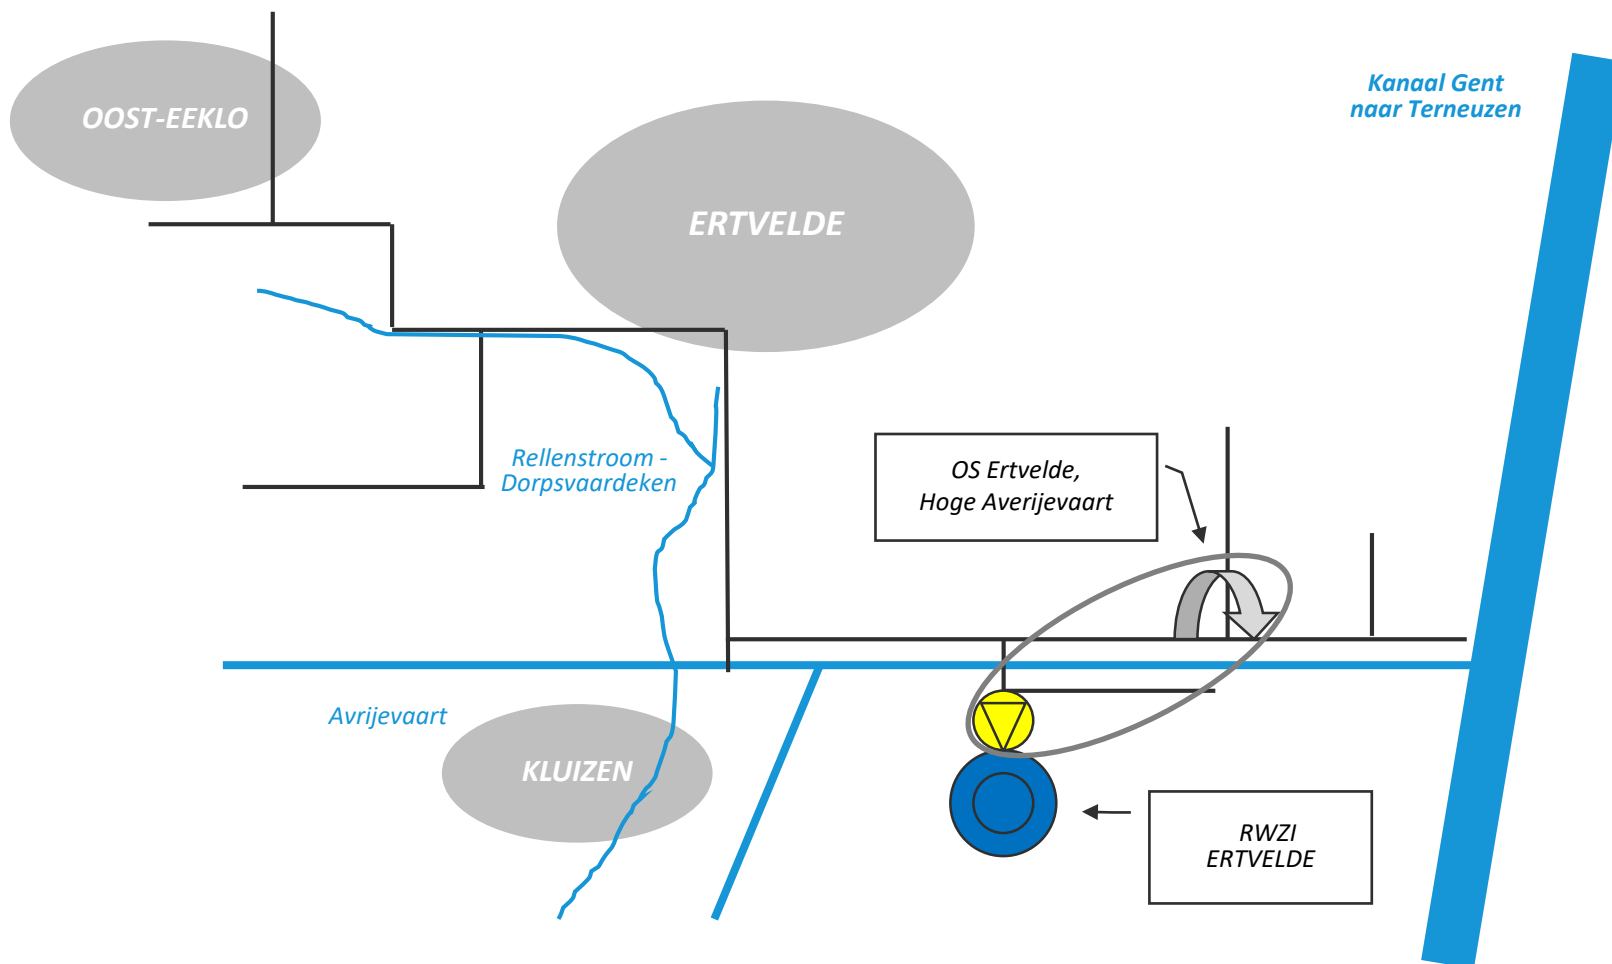 Kanaal Gent
naar Terneuzen
OOST-EEKLO
ERTVELDE
Rellenstroom -
Dorpsvaardeken
OS Ertvelde,
Hoge Averijevaart
Avrijevaart
KLUIZEN
RWZI
ERTVELDE